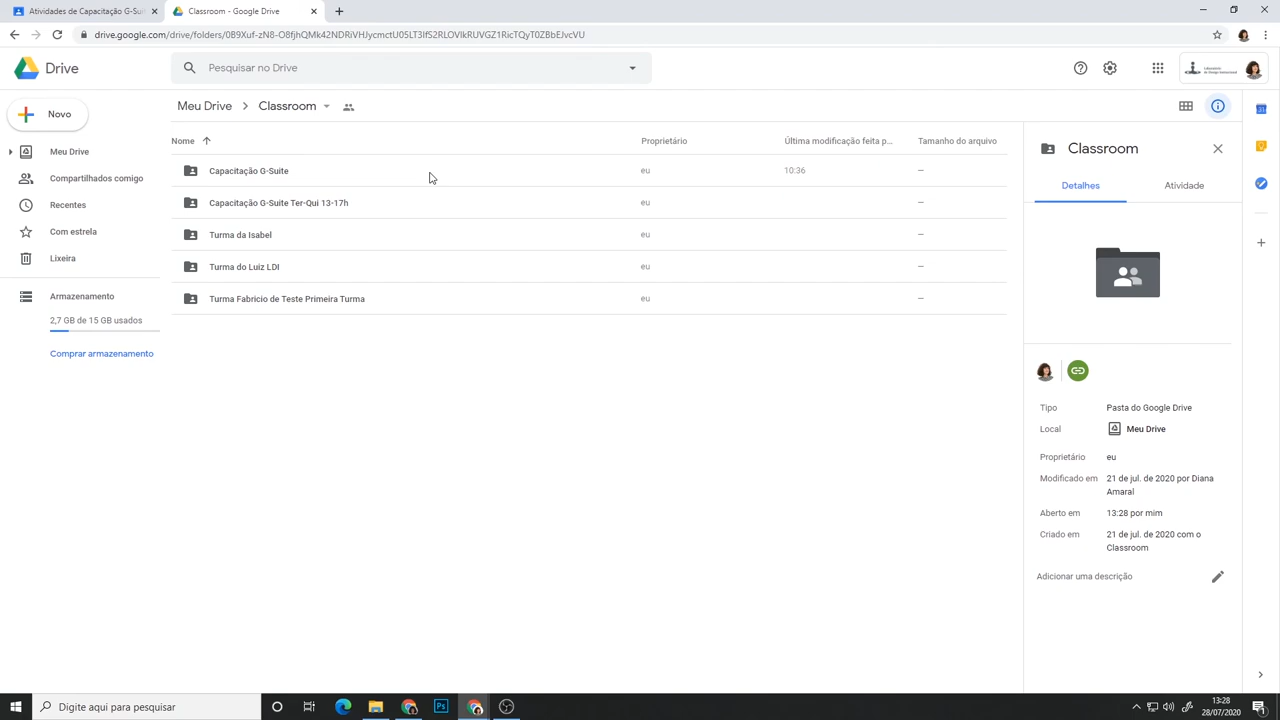 Atividades de Capacitação G-Sui
Classroom - Google Drive
drive.google.com/drive/folders/0B9Xuf-zN8-O8fjhQMk42NDRiVHJycmctU05LT3lfS2RLOVlkRUVGZ1RicTQyT0ZBbEJvcVU
Drive
Pesquisar no Drive
Novo
Meu Drive
Classroom
Nome
Proprietário
Última modificação feita p...
Tamanho do arquivo
Classroom
Meu Drive
Capacitação G-Suite
eu
10:36
—
Compartilhados comigo
Detalhes
Atividade
Recentes
Capacitação G-Suite Ter-Qui 13-17h
eu
—
Com estrela
Turma da Isabel
eu
—
Lixeira
Turma do Luiz LDI
eu
—
Armazenamento
Turma Fabricio de Teste Primeira Turma
eu
—
2,7 GB de 15 GB usados
Comprar armazenamento
Tipo
Pasta do Google Drive
Local
Meu Drive
Proprietário
eu
Modificado em
21 de jul. de 2020 por Diana
Amaral
Aberto em
13:28 por mim
Criado em
21 de jul. de 2020 com o
Classroom
Adicionar uma descrição
Digite aqui para pesquisar
Ps
13:28
28/07/2020
1